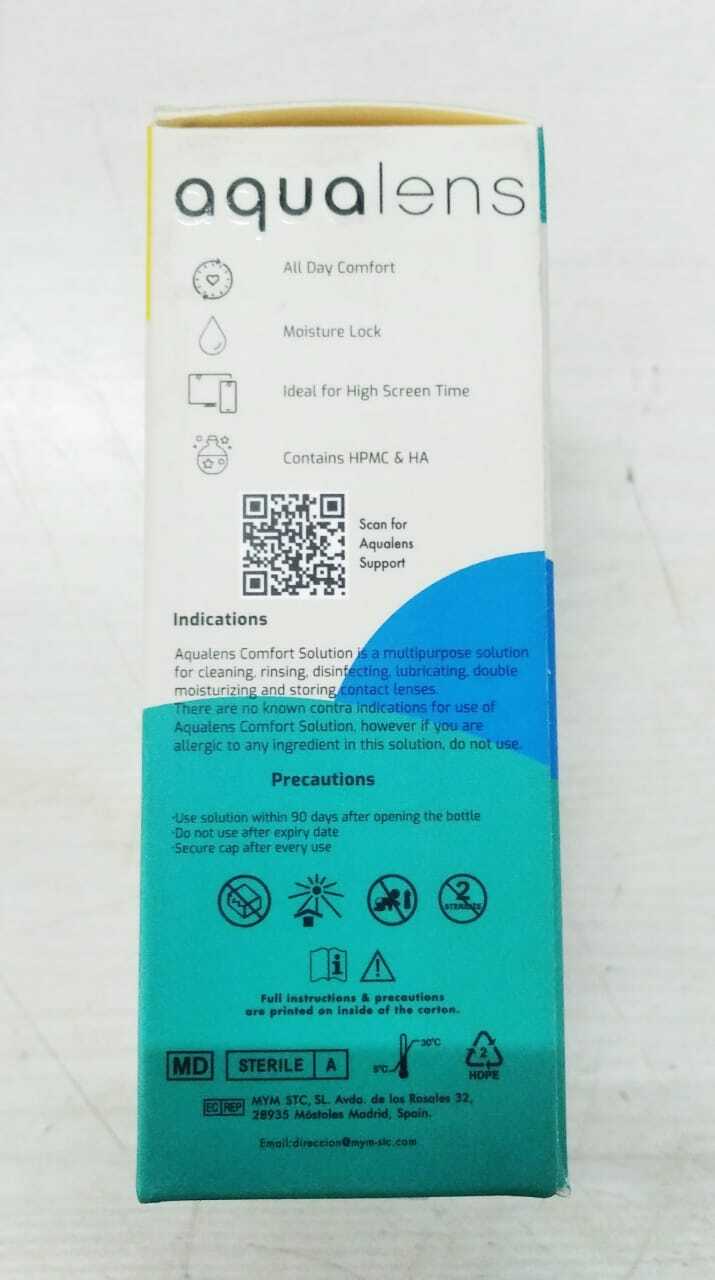 aqualens
All Day Comfort
Moisture Lock
Ideal for High Screen Time
Contains HPMC & HA
Scan for
Aqualens
Support
Indications
Aqualens Comfort Solution is a multipurpose solution
for cleaning, rinsing, disinfecting, lubricating, double
moisturizing and storing contact lenses.
There are no known contra indications for use of
Aqualens Comfort Solution, however if you are
allergic to any ingredient in this solution, do not use.
Precautions
·Use solution within 90 days after opening the bottle
·Do not use after expiry date
·Secure cap after every use
2
STERILIZE
i
Full instructions & precautions
are printed on inside of the carton.
MD STERILE A
5°C 30°C
2
HDPE
EC REP MYM STC, SL. Avda. de los Rosales 32,
28935 Móstoles Madrid, Spain.
Email:direccion@mym-stc.com